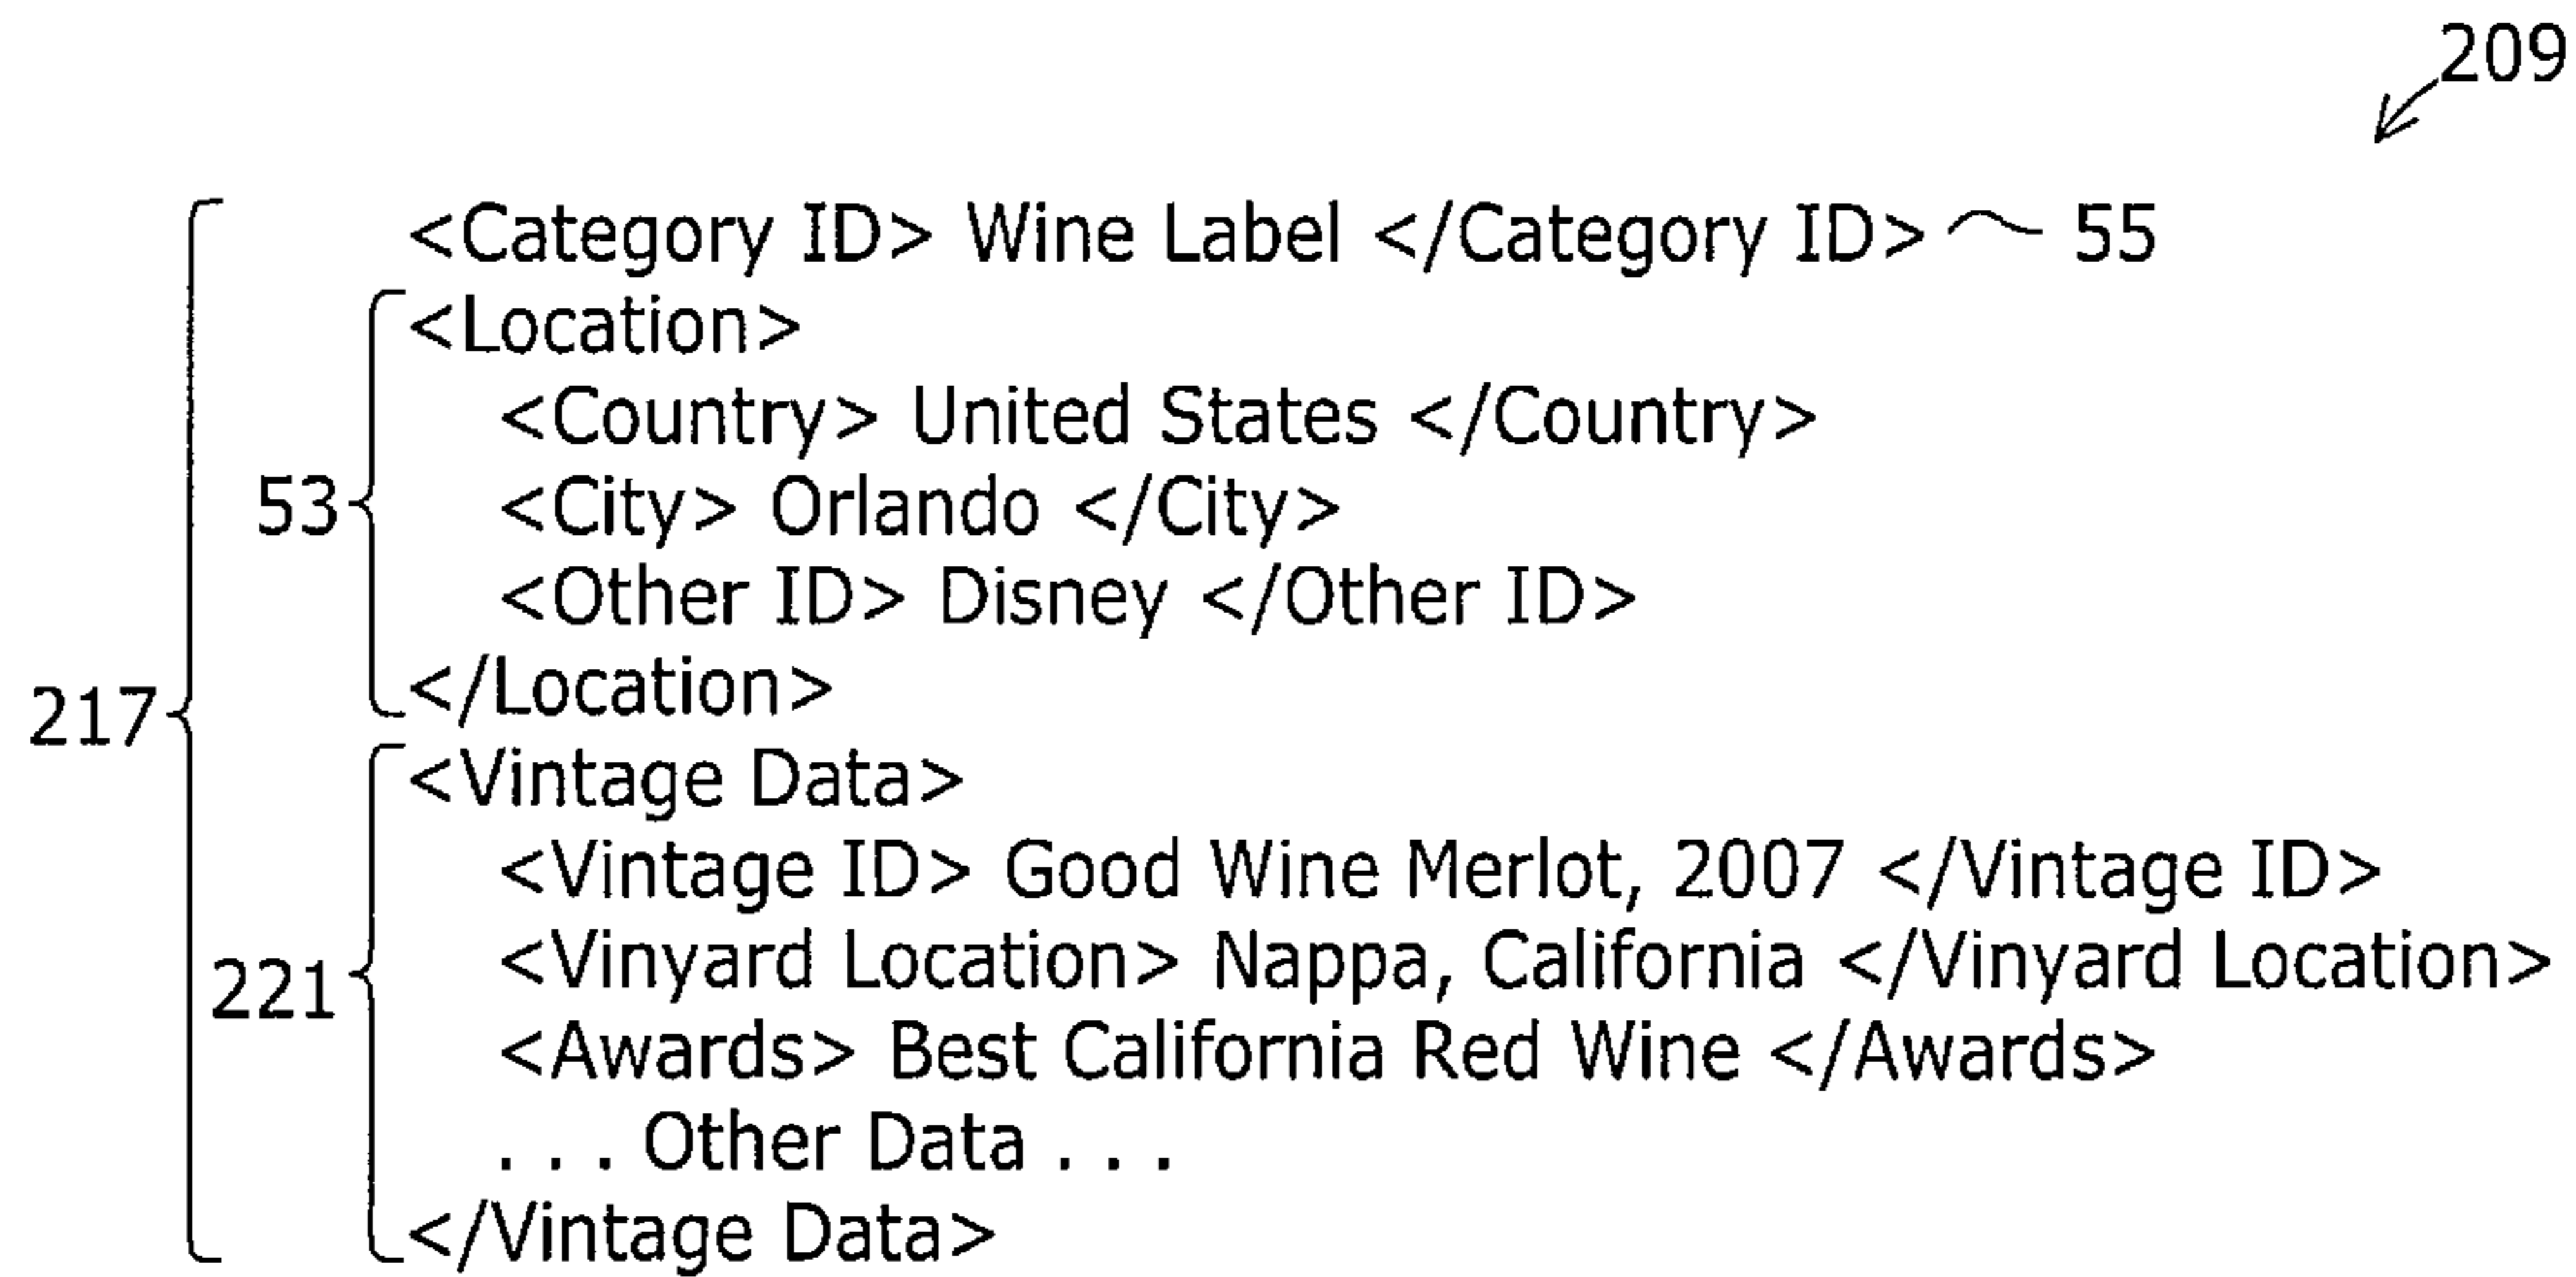 209
<Category ID> Wine Label </Category ID> 55
<Location>
<Country> United States </Country>
53 <City> Orlando </City>
<Other ID> Disney </Other ID>
</Location>
217
<Vintage Data>
<Vintage ID> Good Wine Merlot, 2007 </Vintage ID>
221 <Vinyard Location> Nappa, California </Vinyard Location>
<Awards> Best California Red Wine </Awards>
. . . Other Data . . .
</Vintage Data>